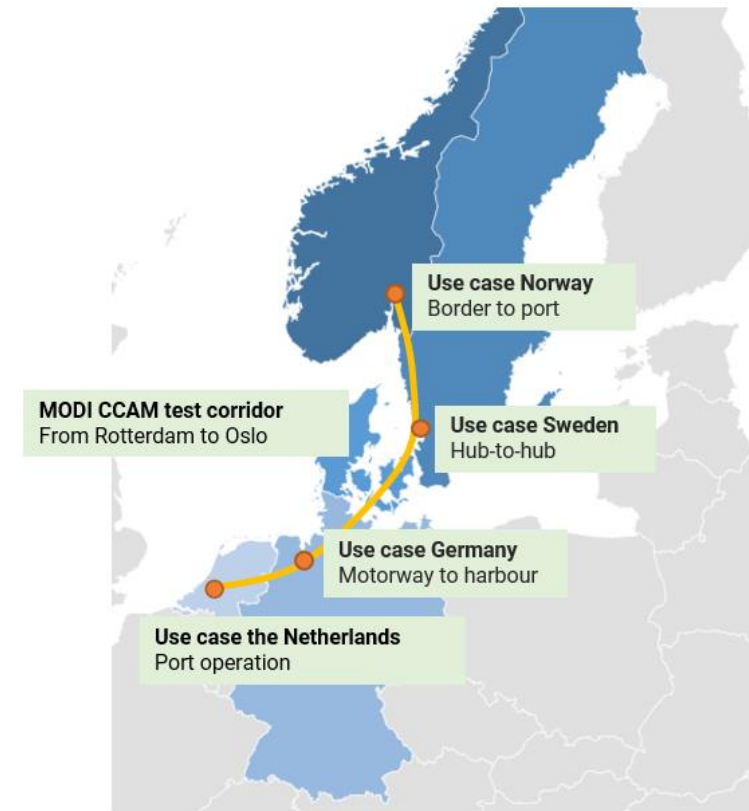 Use case Norway
Border to port
MODI CCAM test corridor
From Rotterdam to Oslo
Use case Sweden
Hub-to-hub
Use case Germany
Motorway to harbour
Use case the Netherlands
Port operation